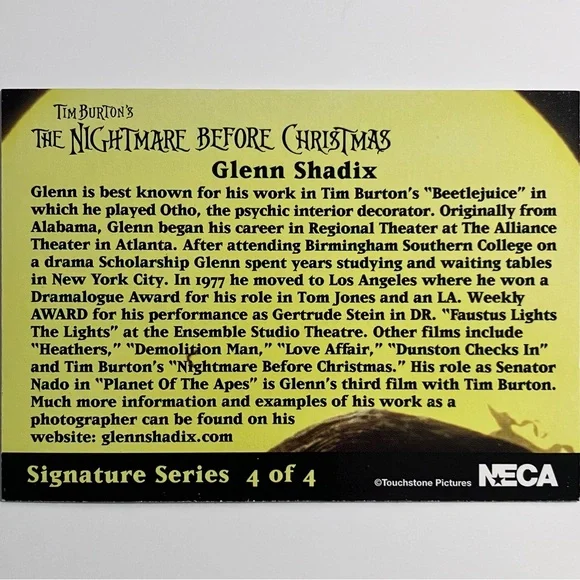 TIM BURTON'S
THE NIGHTMARE BEFORE CHRISTMAS
Glenn Shadix
Glenn is best known for his work in Tim Burton's "Beetlejuice" in
which he played Otho, the psychic interior decorator. Originally from
Alabama, Glenn began his career in Regional Theater at The Alliance
Theater in Atlanta. After attending Birmingham Southern College on
a drama Scholarship Glenn spent years studying and waiting tables
in New York City. In 1977 he moved to Los Angeles where he won a
Dramalogue Award for his role in Tom Jones and an LA. Weekly
AWARD for his performance as Gertrude Stein in DR. "Faustus Lights
The Lights" at the Ensemble Studio Theatre. Other films include
"Heathers," "Demolition Man," "Love Affair," "Dunston Checks In"
and Tim Burton's "Nightmare Before Christmas." His role as Senator
Nado in "Planet Of The Apes" is Glenn's third film with Tim Burton.
Much more information and examples of his work as a
photographer can be found on his
website: glennshadix.com
Signature Series 4 of 4
©Touchstone Pictures
NECA